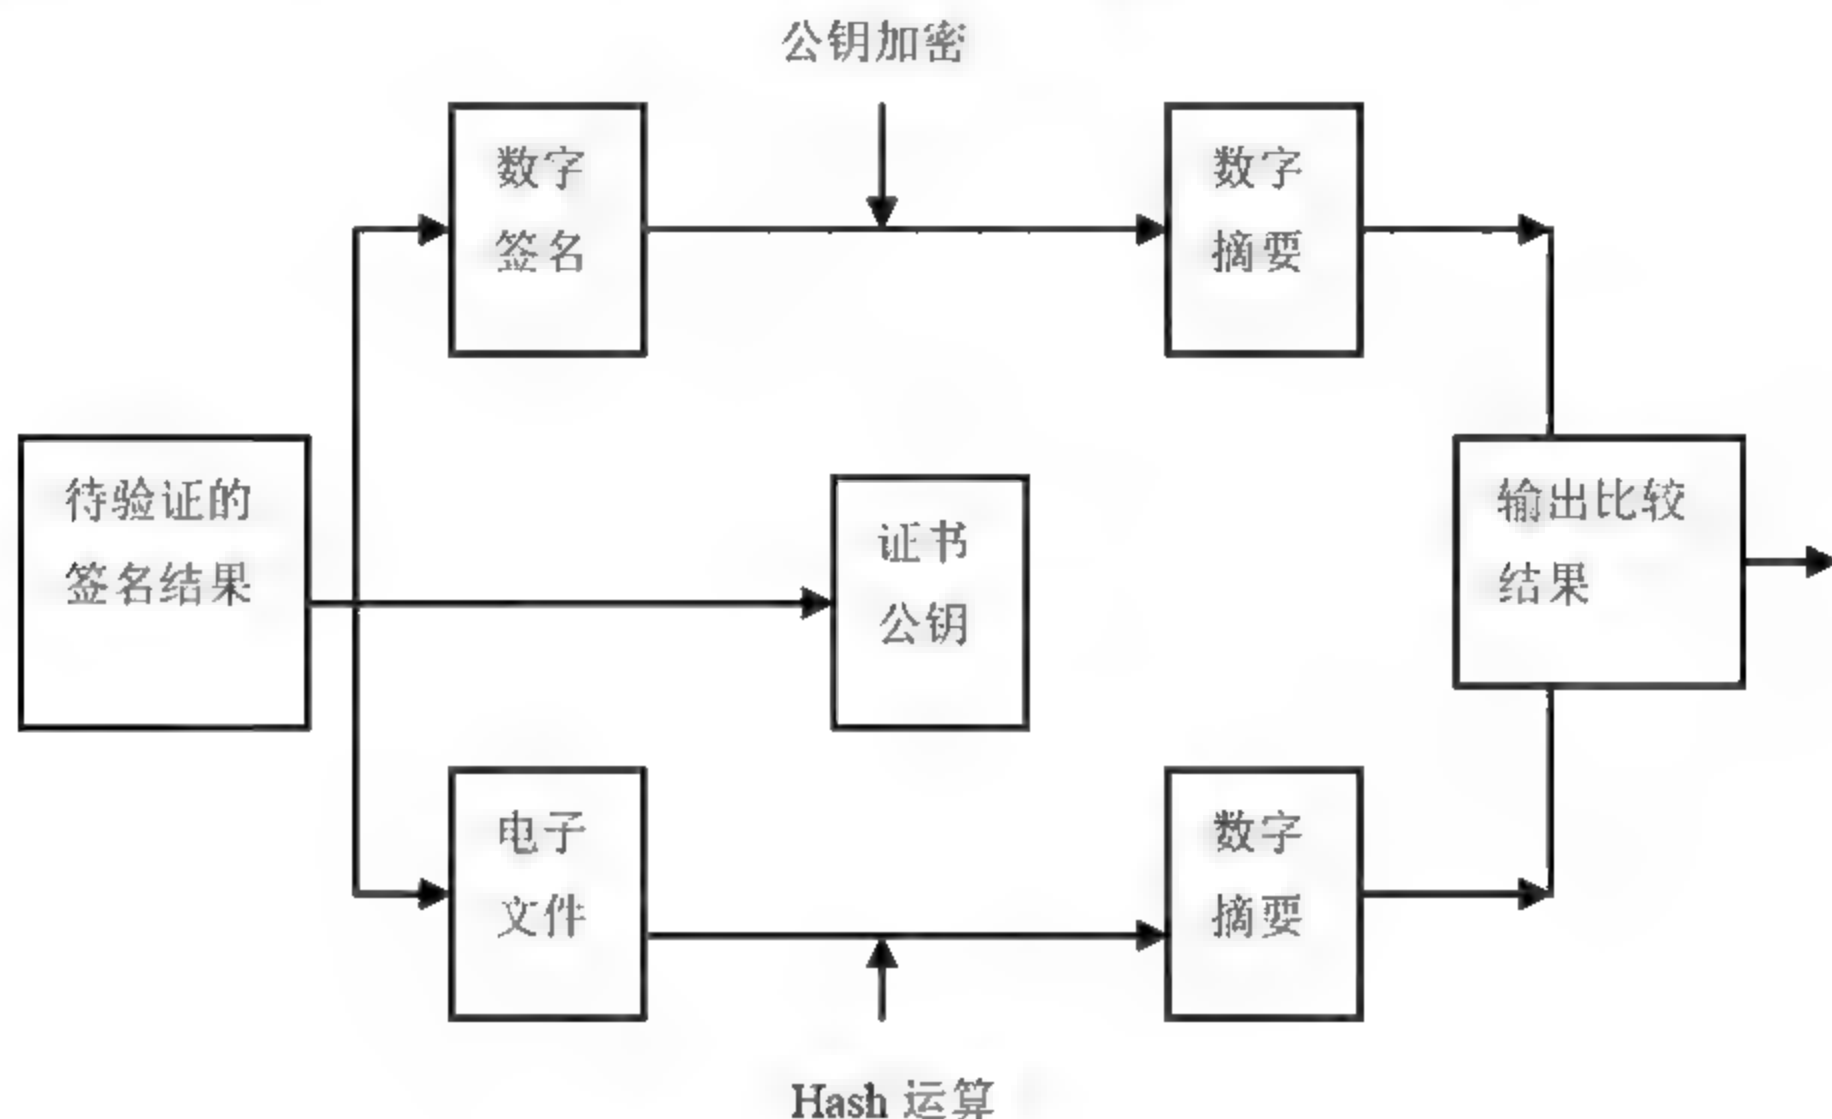 公钥加密
数字
签名
数字
摘要
待验证的
签名结果
证书
公钥
输出比较
结果
电子
文件
数字
摘要
Hash 运算